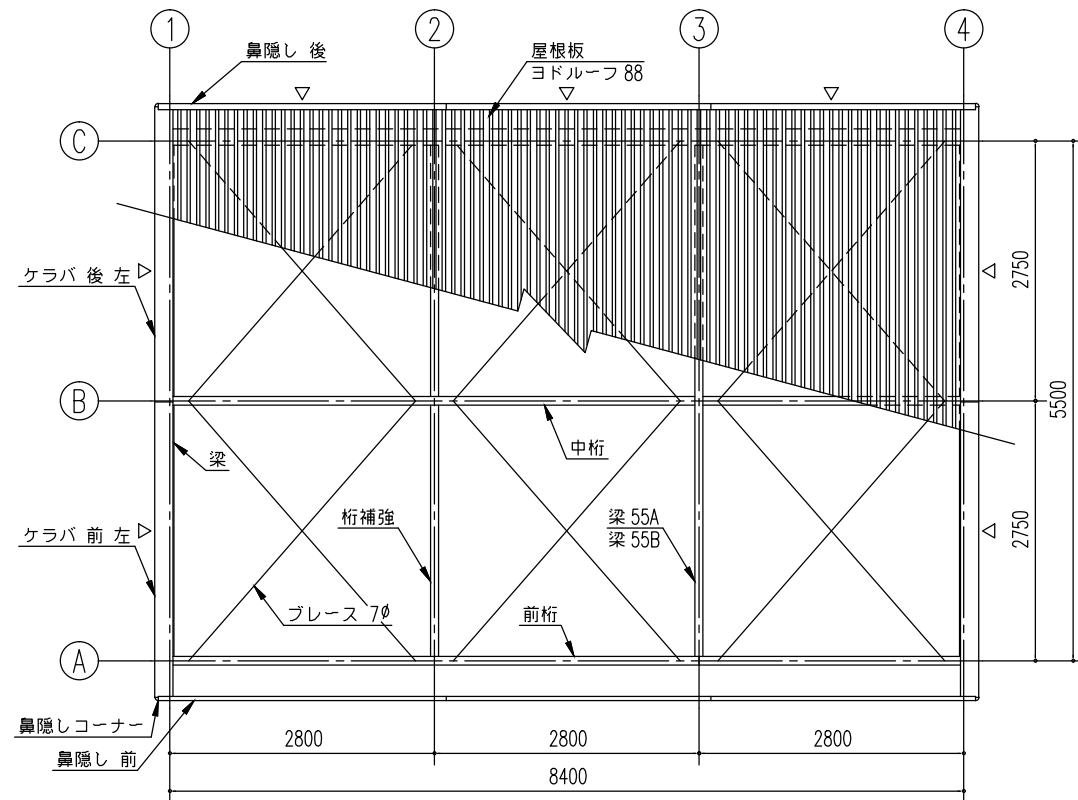 1
2
3
4
鼻隠し 後
屋根板
ヨドルーフ 88
C
ケラバ 後 左
2750
B
5500
中桁
梁
桁補強
梁 55A
梁 55B
2750
ケラバ 前 左
ブレース 7φ
前桁
A
鼻隠しコーナー
鼻隠し 前
2800
2800
2800
8400